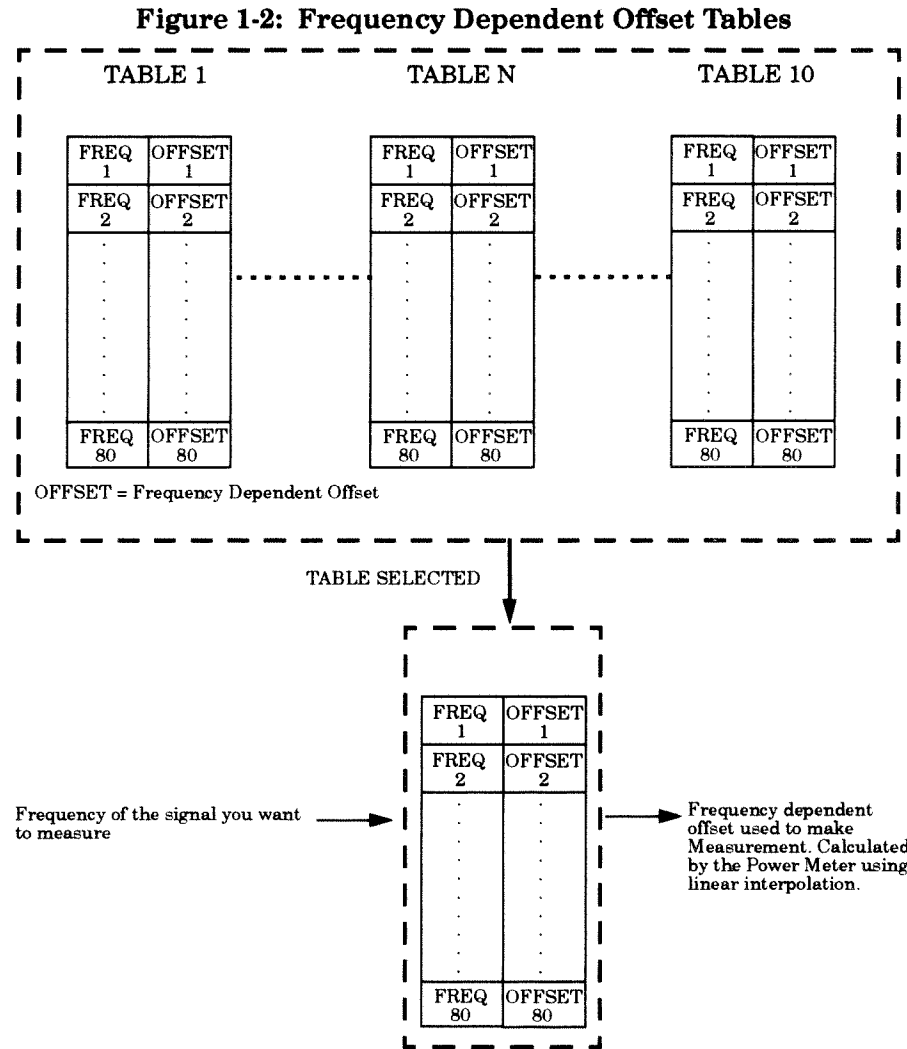 Figure 1-2: Frequency Dependent Offset Tables
TABLE 1
TABLE N
TABLE 10
FREQ 1
OFFSET 1
FREQ 2
OFFSET 2
FREQ 80
OFFSET 80
FREQ 1
OFFSET 1
FREQ 2
OFFSET 2
FREQ 80
OFFSET 80
FREQ 1
OFFSET 1
FREQ 2
OFFSET 2
FREQ 80
OFFSET 80
OFFSET = Frequency Dependent Offset
TABLE SELECTED
FREQ 1
OFFSET 1
FREQ 2
OFFSET 2
FREQ 80
OFFSET 80
Frequency of the signal you want
to measure
Frequency dependent
offset used to make
Measurement. Calculated
by the Power Meter using
linear interpolation.